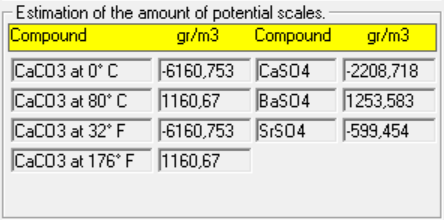 Estimation of the amount of potential scales.
Compound gr/m3 Compound gr/m3
CaCO3 at 0° C -6160,753 CaSO4 -2208,718
CaCO3 at 80° C 1160,67 BaSO4 1253,583
CaCO3 at 32° F -6160,753 SrSO4 -599,454
CaCO3 at 176° F 1160,67